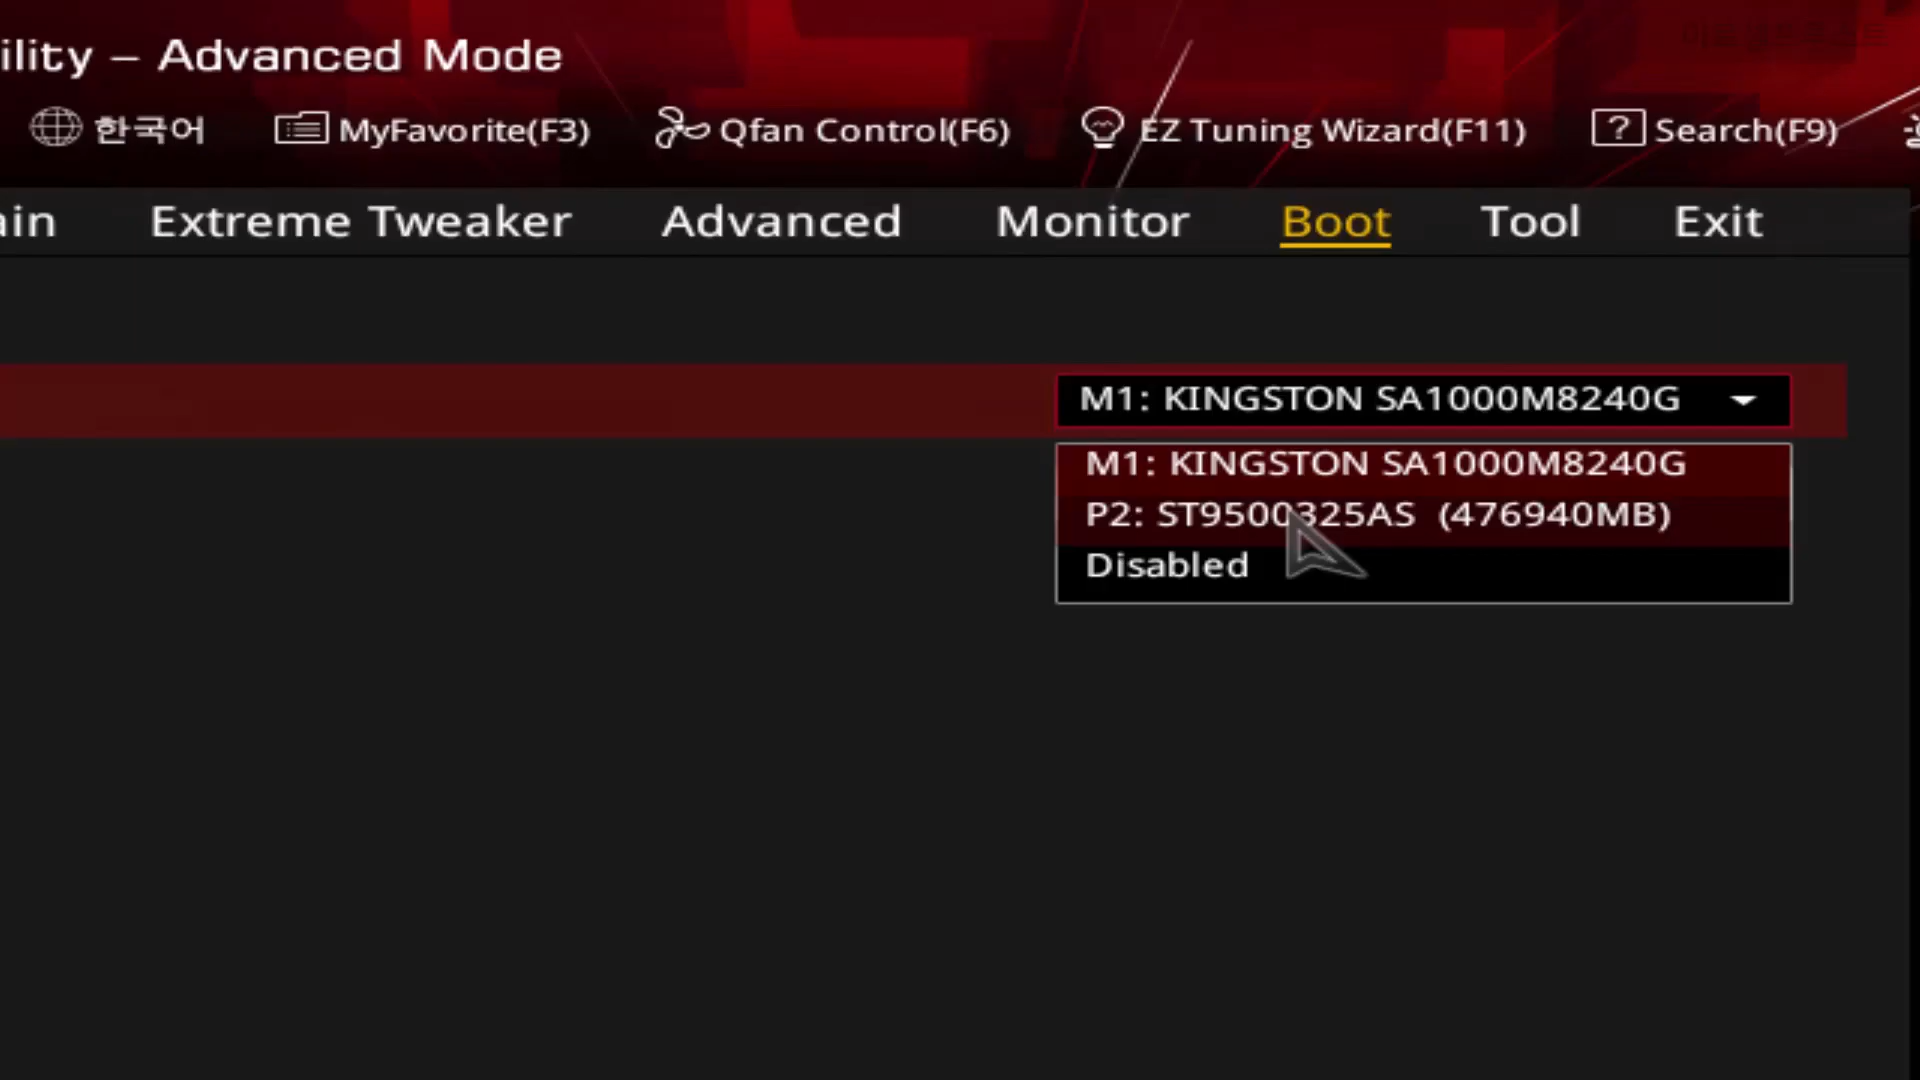 ility – Advanced Mode
한국어 MyFavorite(F3) Qfan Control(F6) EZ Tuning Wizard(F11) ? Search(F9)
ain Extreme Tweaker Advanced Monitor Boot Tool Exit
M1: KINGSTON SA1000M8240G
M1: KINGSTON SA1000M8240G
P2: ST9500325AS (476940MB)
Disabled